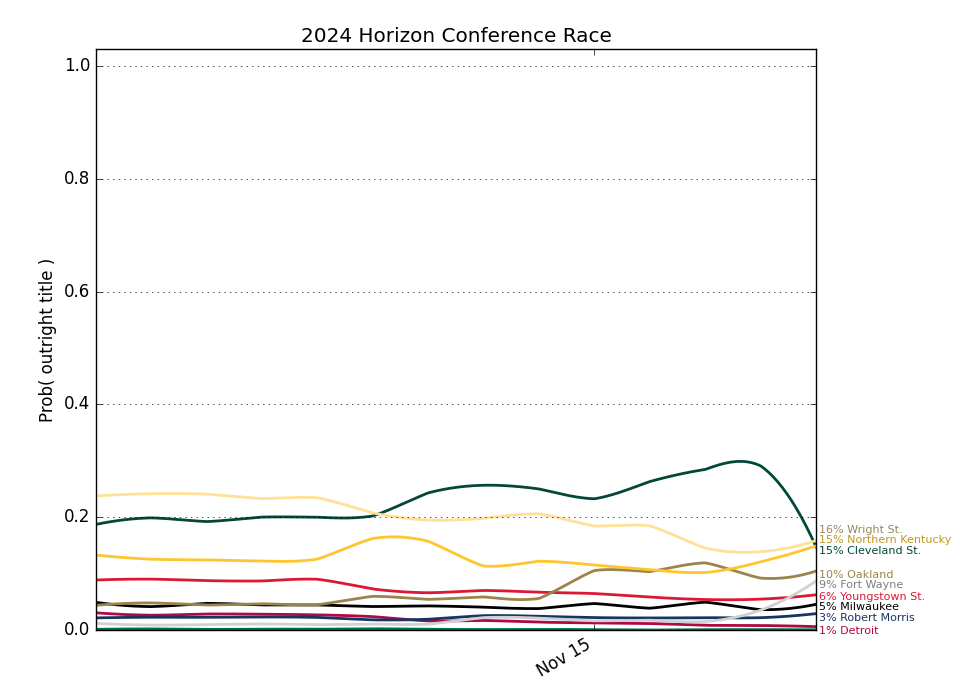 2024 Horizon Conference Race
1.0
0.8
0.6
0.4
0.2
0.0
Prob( outright title )
Nov 15
16% Wright St.
15% Northern Kentucky
15% Cleveland St.
10% Oakland
9% Fort Wayne
6% Youngstown St.
5% Milwaukee
3% Robert Morris
1% Detroit